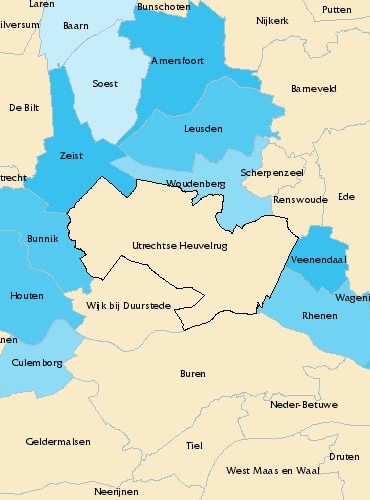 Laren
Bunschoten
Putten
ilversum
Baarn
Nijkerk
Amersfoort
Soest
Barneveld
De Bilt
Leusden
Zeist
Scherpenzeel
trecht
Woudenberg
Renswoude
Ede
Bunnik
Utrechtse Heuvelrug
Veenendaal
Houten
Wijk bij Duurstede
Wageni
Rhenen
nen
Culemborg
Buren
Neder-Betuwe
Geldermalsen
Tiel
Druten
West Maas en Waal
Neerijnen